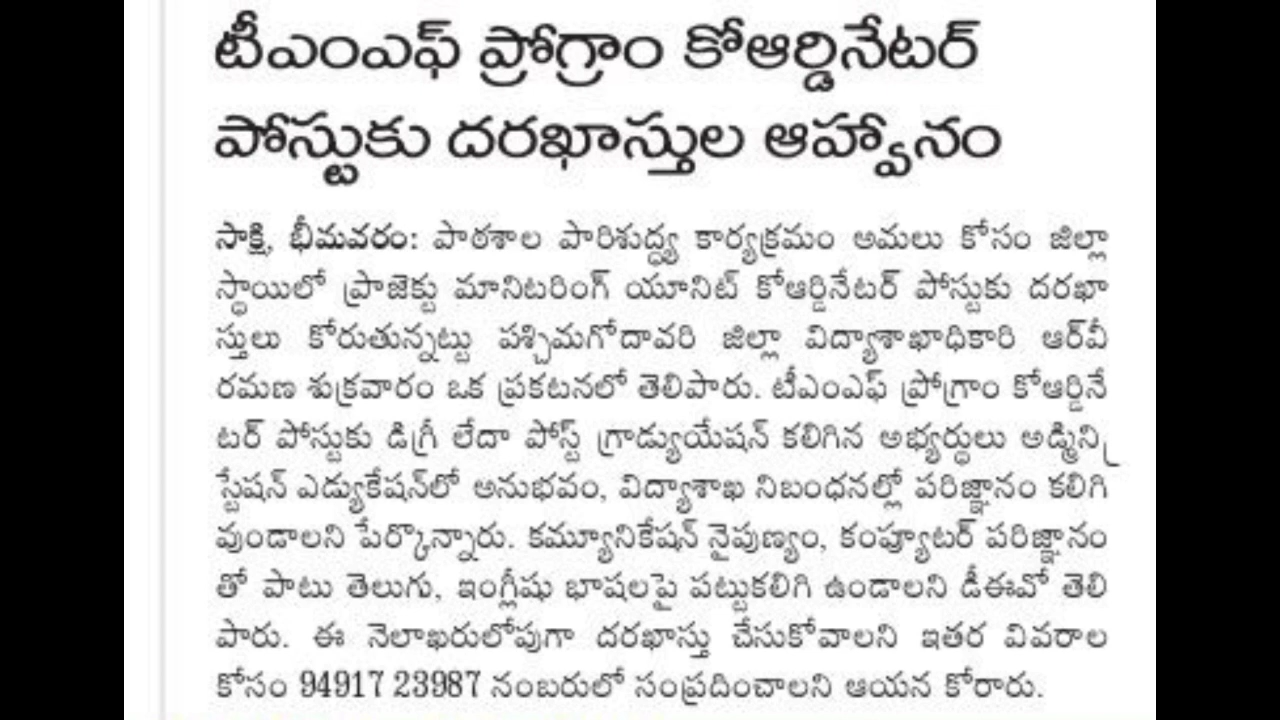 టీఎంఎఫ్ ప్రోగ్రాం కోఆర్డినేటర్
పోస్టుకు దరఖాస్తుల ఆహ్వానం
సాక్షి, భీమవరం: పాఠశాల పారిశుద్ధ్య కార్యక్రమం అమలు కోసం జిల్లా
స్థాయిలో ప్రాజెక్టు మానిటరింగ్ యూనిట్ కోఆర్డినేటర్ పోస్టుకు దరఖా
స్తులు కోరుతున్నట్టు పశ్చిమగోదావరి జిల్లా విద్యాశాఖాధికారి ఆర్‌వీ
రమణ శుక్రవారం ఒక ప్రకటనలో తెలిపారు. టీఎంఎఫ్ ప్రోగ్రాం కోఆర్డినే
టర్ పోస్టుకు డిగ్రీ లేదా పోస్ట్ గ్రాడ్యుయేషన్ కలిగిన అభ్యర్థులు అడ్మిని
స్ట్రేషన్ ఎడ్యుకేషన్‌లో అనుభవం, విద్యాశాఖ నిబంధనల్లో పరిజ్ఞానం కలిగి
వుండాలని పేర్కొన్నారు. కమ్యూనికేషన్ నైపుణ్యం, కంప్యూటర్ పరిజ్ఞానం
తో పాటు తెలుగు, ఇంగ్లీషు భాషలపై పట్టుకలిగి ఉండాలని డీఈవో తెలి
పారు. ఈ నెలాఖరులోపుగా దరఖాస్తు చేసుకోవాలని ఇతర వివరాల
కోసం 94917 23987 నంబరులో సంప్రదించాలని ఆయన కోరారు.